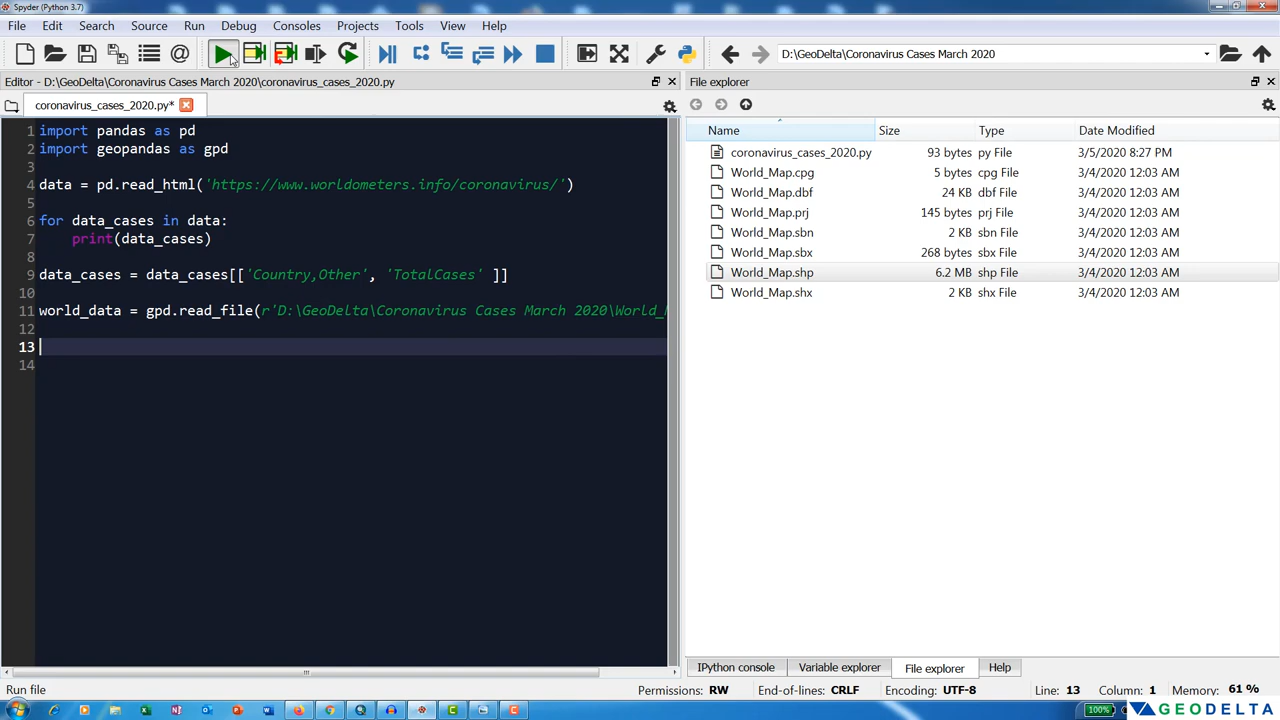 Spyder (Python 3.7)
File Edit Search Source Run Debug Consoles Projects Tools View Help
D:\GeoDelta\Coronavirus Cases March 2020
Editor - D:\GeoDelta\Coronavirus Cases March 2020\coronavirus_cases_2020.py
File explorer
coronavirus_cases_2020.py*
1 import pandas as pd
2 import geopandas as gpd
3
4 data = pd.read_html('https://www.worldometers.info/coronavirus/')
5
6 for data_cases in data:
7 print(data_cases)
8
9 data_cases = data_cases[['Country,Other', 'TotalCases' ]]
10
11 world_data = gpd.read_file(r'D:\GeoDelta\Coronavirus Cases March 2020\World_
12
13
14
Name Size Type Date Modified
coronavirus_cases_2020.py 93 bytes py File 3/5/2020 8:27 PM
World_Map.cpg 5 bytes cpg File 3/4/2020 12:03 AM
World_Map.dbf 24 KB dbf File 3/4/2020 12:03 AM
World_Map.prj 145 bytes prj File 3/4/2020 12:03 AM
World_Map.sbn 2 KB sbn File 3/4/2020 12:03 AM
World_Map.sbx 268 bytes sbx File 3/4/2020 12:03 AM
World_Map.shp 6.2 MB shp File 3/4/2020 12:03 AM
World_Map.shx 2 KB shx File 3/4/2020 12:03 AM
IPython console Variable explorer File explorer Help
Run file
Permissions: RW End-of-lines: CRLF Encoding: UTF-8 Line: 13 Column: 1 Memory: 61 %
100%
GEODELTA